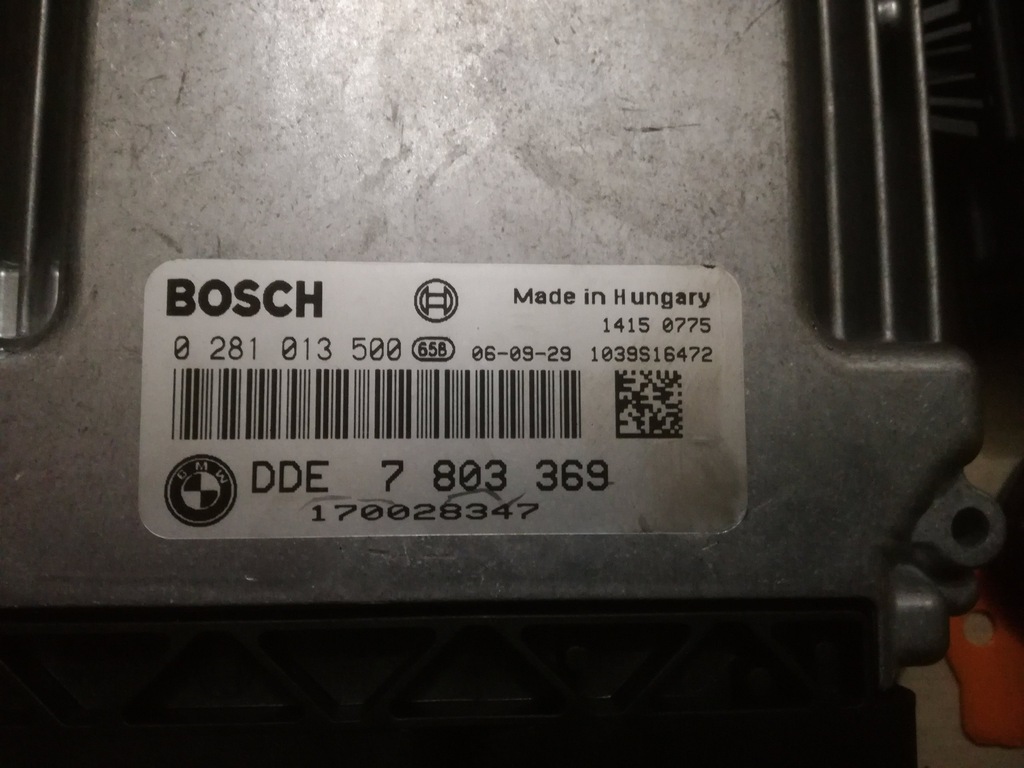 BOSCH
Made in Hungary
1415 0775
0 281 013 500 658 06-09-29 1039S16472
BMW
DDE 7 803 369
170028347